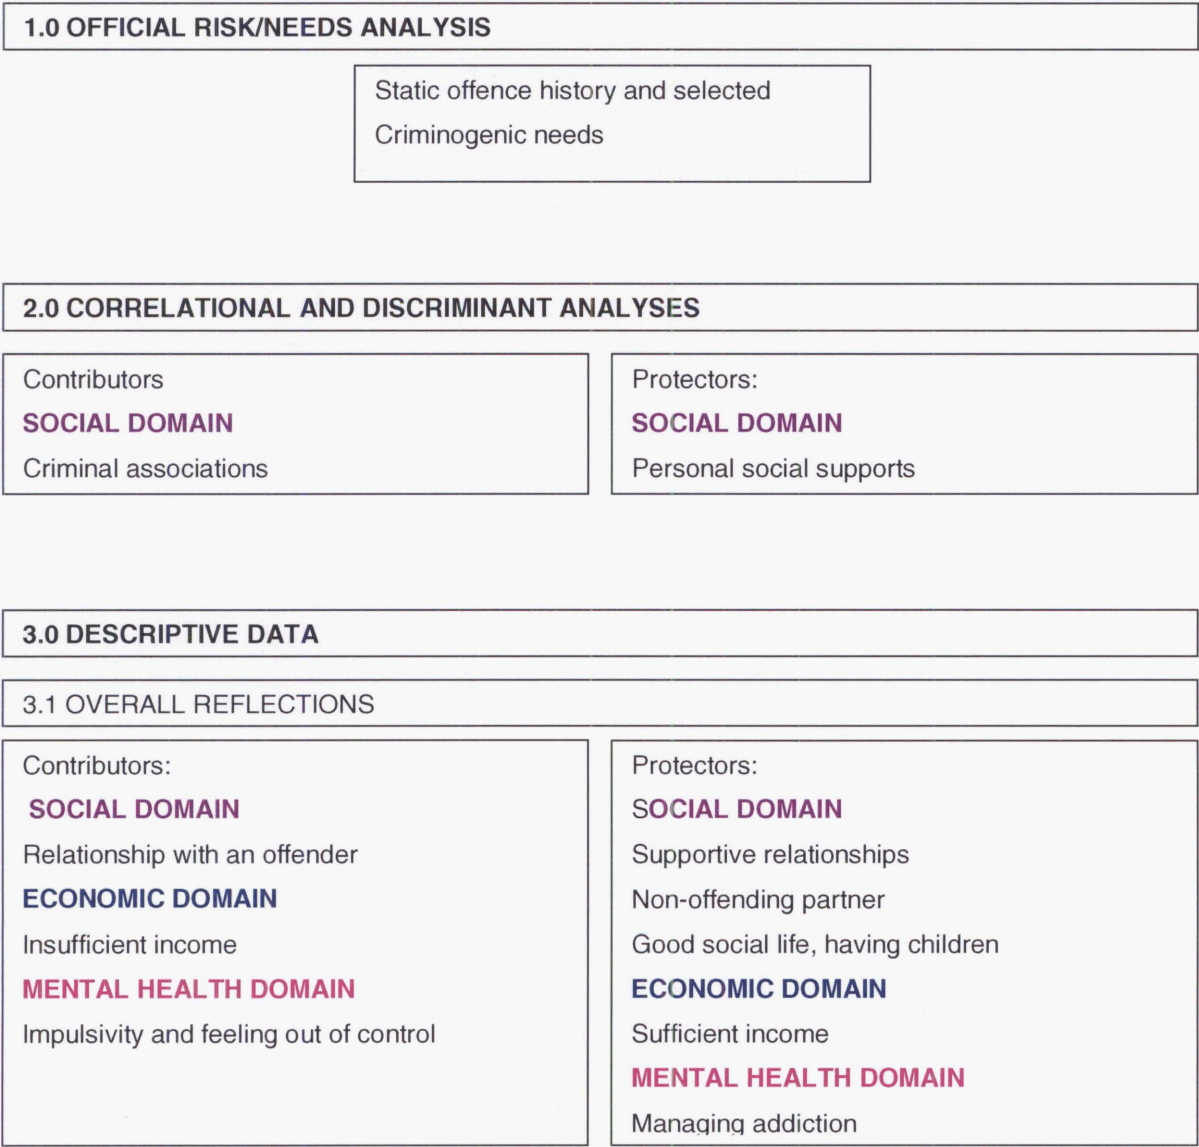 1.0 OFFICIAL RISK/NEEDS ANALYSIS
Static offence history and selected
Criminogenic needs
2.0 CORRELATIONAL AND DISCRIMINANT ANALYSES
Contributors
SOCIAL DOMAIN
Criminal associations
Protectors:
SOCIAL DOMAIN
Personal social supports
3.0 DESCRIPTIVE DATA
3.1 OVERALL REFLECTIONS
Contributors:
SOCIAL DOMAIN
Relationship with an offender
ECONOMIC DOMAIN
Insufficient income
MENTAL HEALTH DOMAIN
Impulsivity and feeling out of control
Protectors:
SOCIAL DOMAIN
Supportive relationships
Non-offending partner
Good social life, having children
ECONOMIC DOMAIN
Sufficient income
MENTAL HEALTH DOMAIN
Managing addiction